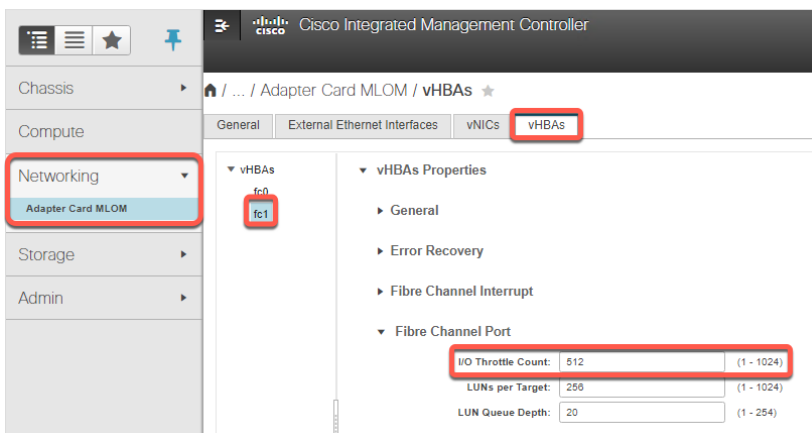 cisco Cisco Integrated Management Controller
Chassis
Compute
Networking
Adapter Card MLOM
Storage
Admin
/ ... / Adapter Card MLOM / vHBAs
General External Ethernet Interfaces vNICs vHBAs
vHBAs
fc0
fc1
vHBAs Properties
General
Error Recovery
Fibre Channel Interrupt
Fibre Channel Port
I/O Throttle Count: 512 (1 - 1024)
LUNs per Target: 256 (1 - 1024)
LUN Queue Depth: 20 (1 - 254)